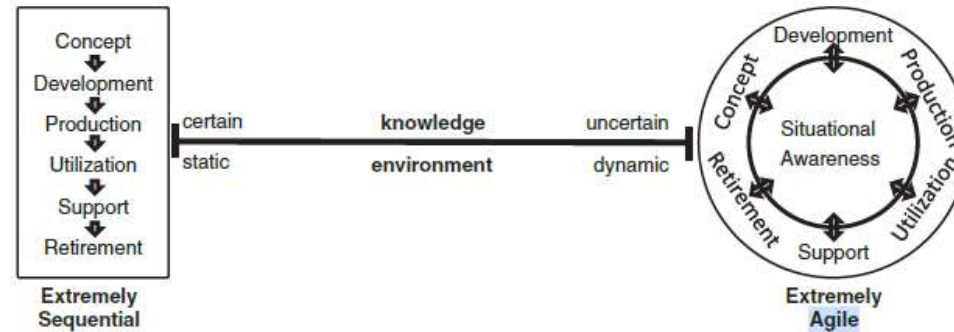 Concept
Development
Production
Utilization
Support
Retirement
Extremely
Sequential
certain
knowledge
uncertain
static
environment
dynamic
Development
Concept
Production
Situational
Awareness
Retirement
Utilization
Support
Extremely
Agile